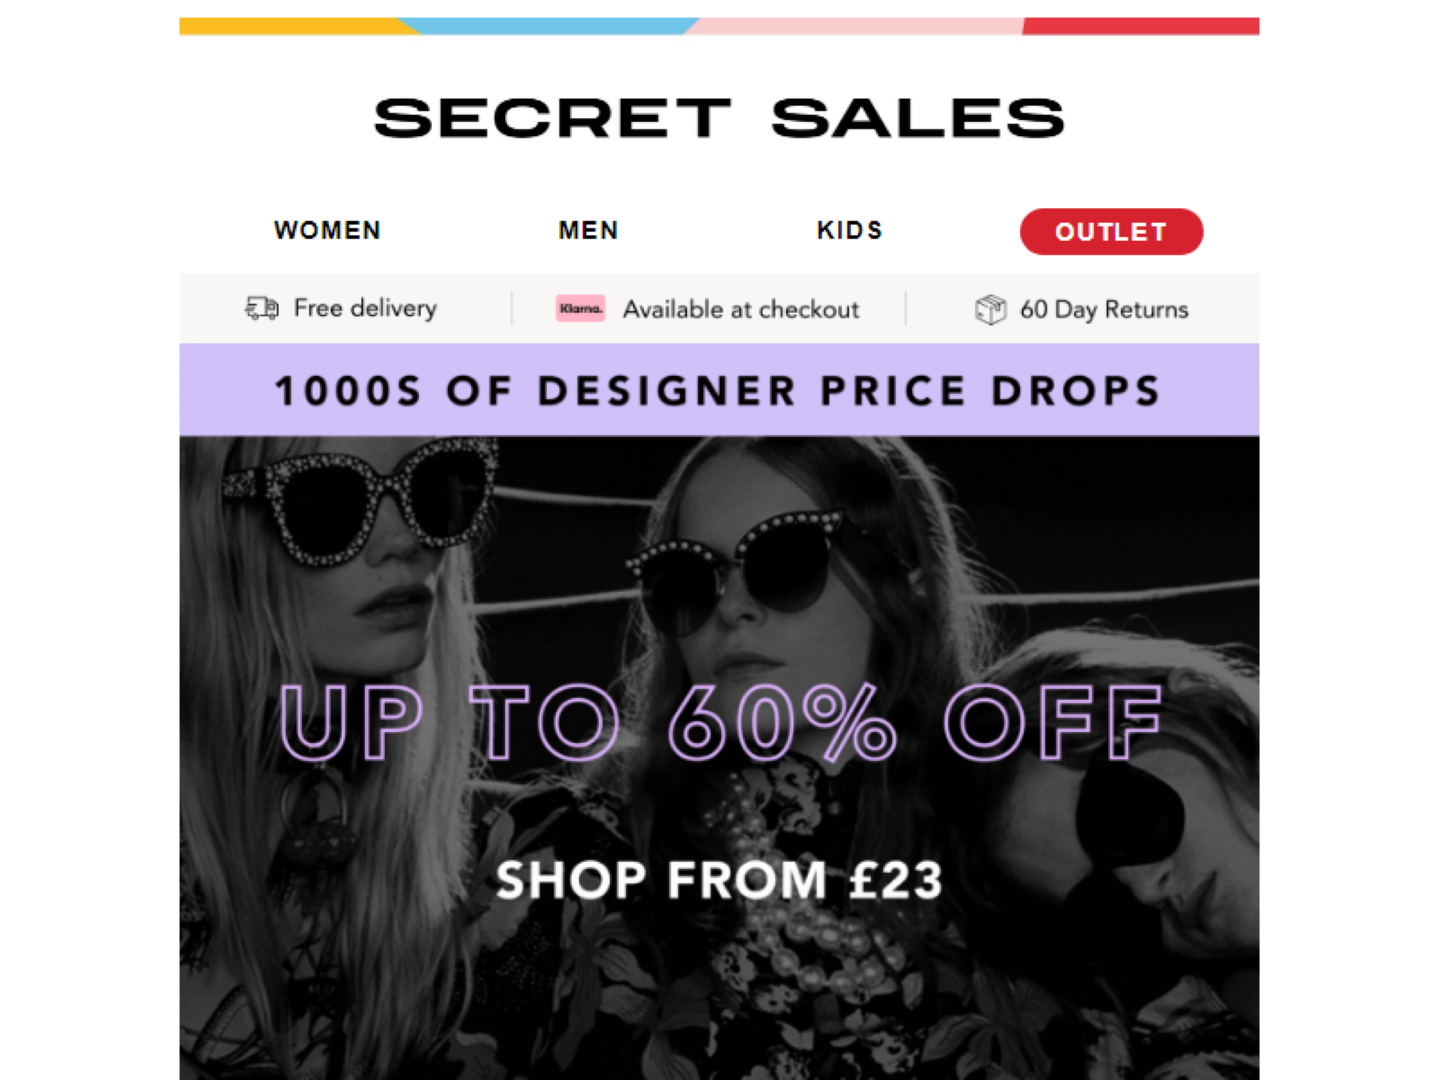 SECRET SALES
WOMEN MEN KIDS OUTLET
Free delivery Klarna. Available at checkout 60 Day Returns
1000S OF DESIGNER PRICE DROPS
UP TO 60% OFF
SHOP FROM £23